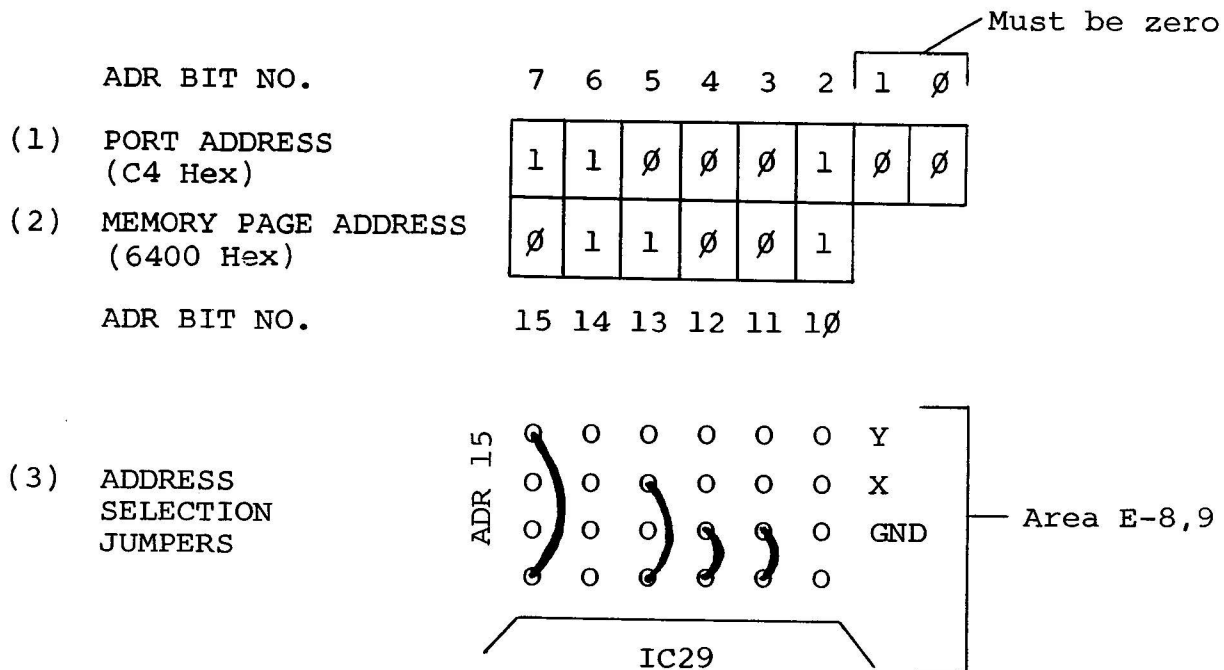 Must be zero
ADR BIT NO. 7 6 5 4 3 2 1 Ø
(1) PORT ADDRESS
(C4 Hex)
1 1 Ø Ø Ø 1 Ø Ø
(2) MEMORY PAGE ADDRESS
(6400 Hex)
Ø 1 1 Ø Ø 1
ADR BIT NO. 15 14 13 12 11 1Ø
ADR 15
Y
(3) ADDRESS
SELECTION
JUMPERS
X
GND
Area E-8,9
IC29